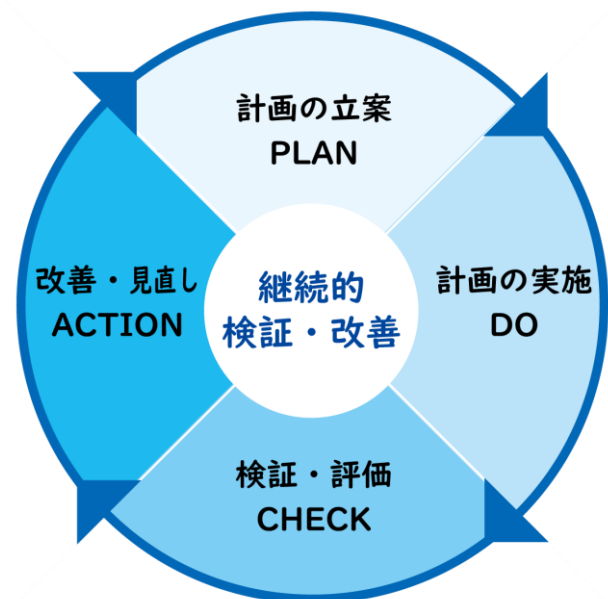 計画の立案
PLAN
計画の実施
DO
検証・評価
CHECK
改善・見直し
ACTION
継続的
検証・改善